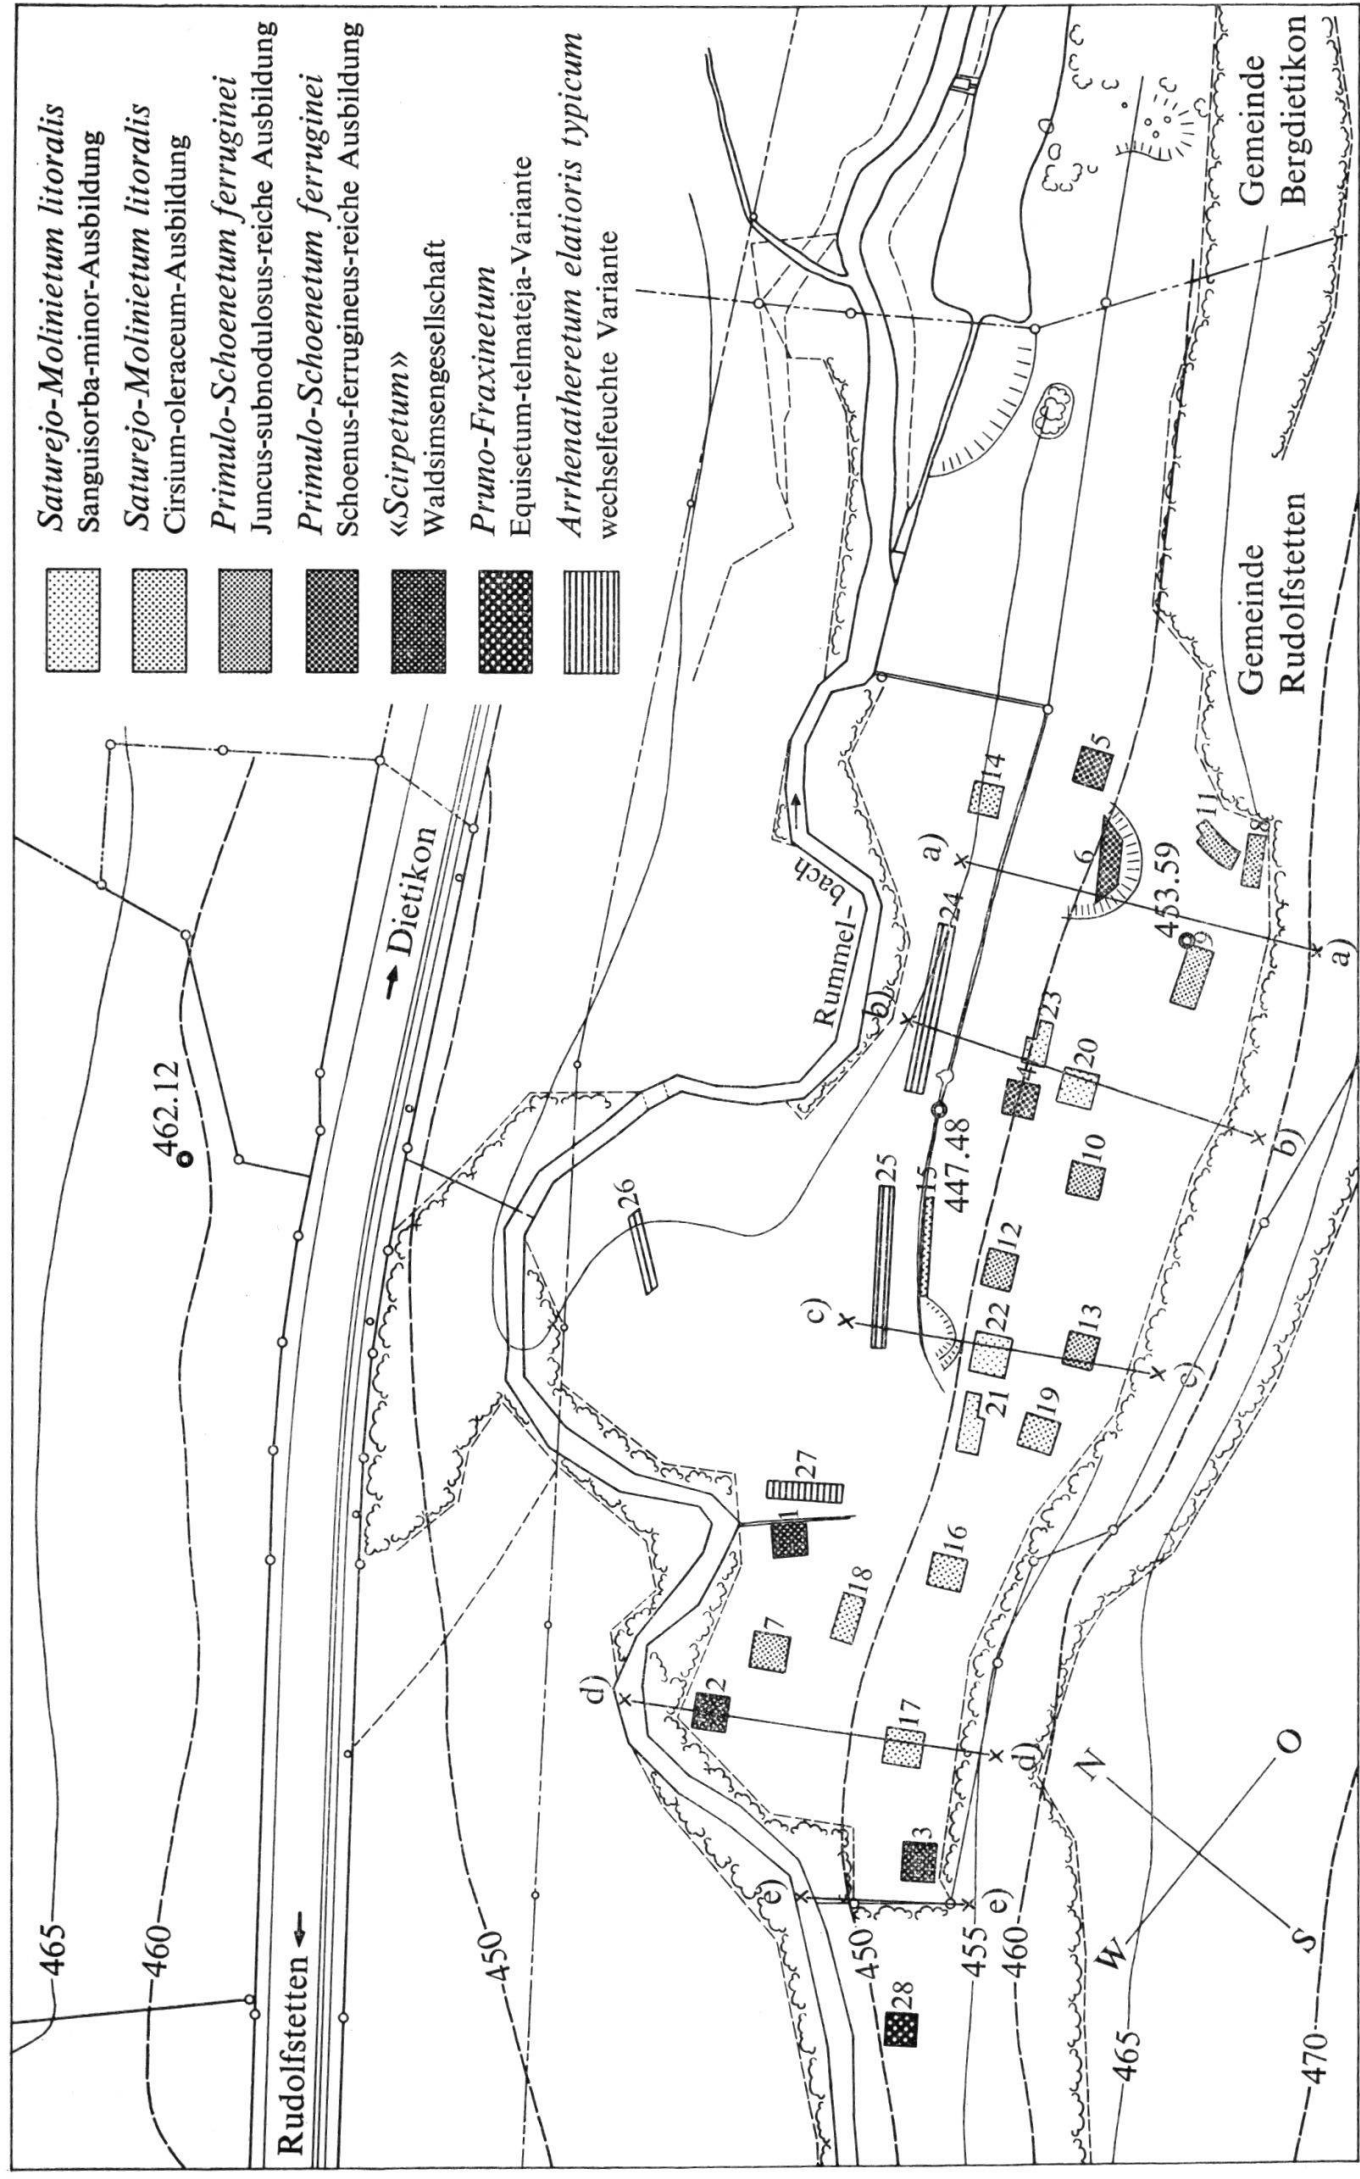 Saturejo-Molinietum litoralis
Sanguisorba-minor-Ausbildung
Saturejo-Molinietum litoralis
Cirsium-oleraceum-Ausbildung
Primulo-Schoenetum ferruginei
Juncus-subnodulosus-reiche Ausbildung
Primulo-Schoenetum ferruginei
Schoenus-ferrugineus-reiche Ausbildung
«Scirpetum»
Waldsimsengesellschaft
Pruno-Fraxinetum
Equisetum-telmateja-Variante
Arrhenatheretum elatioris typicum
wechselfeuchte Variante
465
460
Rudolfstetten
462.12
Dietikon
450
Rummel-
bach
26
25
24
14
a)
b)
c)
d)
e)
15
447.48
27
1
18
7
2
17
3
28
16
21
19
22
13
12
10
4
23
20
9
453.59
6
5
11
8
a)
b)
c)
d)
e)
450
455
460
465
470
N
O
S
W
Gemeinde
Rudolfstetten
Gemeinde
Bergdietikon